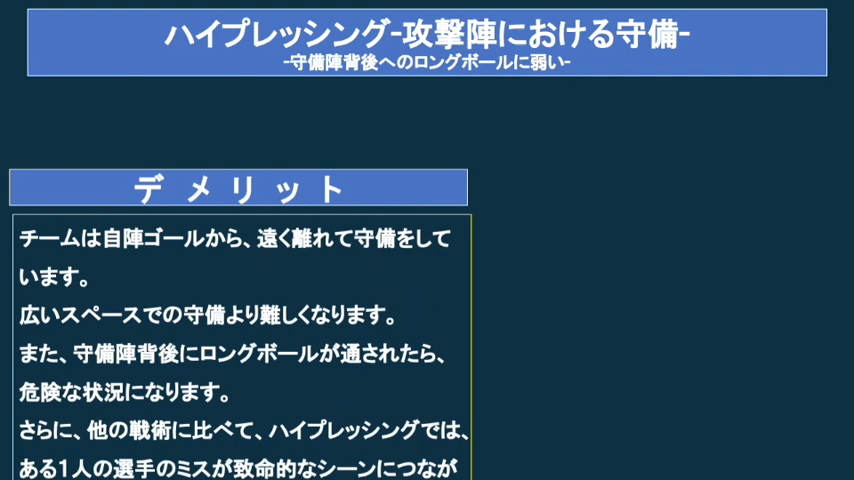 ハイプレッシング-攻撃陣における守備-
-守備陣背後へのロングボールに弱い-
デメリット
チームは自陣ゴールから、遠く離れて守備をして
います。
広いスペースでの守備より難しくなります。
また、守備陣背後にロングボールが通されたら、
危険な状況になります。
さらに、他の戦術に比べて、ハイプレッシングでは、
ある1人の選手のミスが致命的なシーンにつなが